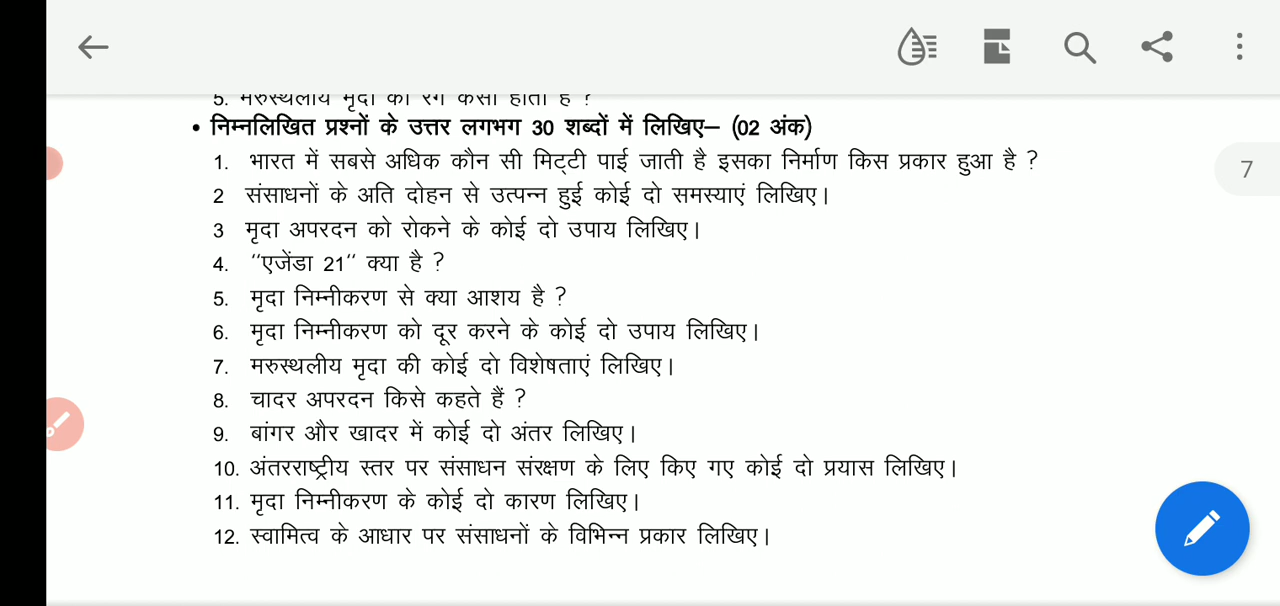 5. मरुस्थलीय मृदा का रंग कैसा होता है ?
• निम्नलिखित प्रश्नों के उत्तर लगभग 30 शब्दों में लिखिए– (02 अंक)
1. भारत में सबसे अधिक कौन सी मिट्टी पाई जाती है इसका निर्माण किस प्रकार हुआ है ?
7
2 संसाधनों के अति दोहन से उत्पन्न हुई कोई दो समस्याएं लिखिए।
3 मृदा अपरदन को रोकने के कोई दो उपाय लिखिए।
4. ‘‘एजेंडा 21‘‘ क्या है ?
5. मृदा निम्नीकरण से क्या आशय है ?
6. मृदा निम्नीकरण को दूर करने के कोई दो उपाय लिखिए।
7. मरुस्थलीय मृदा की कोई दो विशेषताएं लिखिए।
8. चादर अपरदन किसे कहते हैं ?
9. बांगर और खादर में कोई दो अंतर लिखिए।
10. अंतरराष्ट्रीय स्तर पर संसाधन संरक्षण के लिए किए गए कोई दो प्रयास लिखिए।
11. मृदा निम्नीकरण के कोई दो कारण लिखिए।
12. स्वामित्व के आधार पर संसाधनों के विभिन्न प्रकार लिखिए।